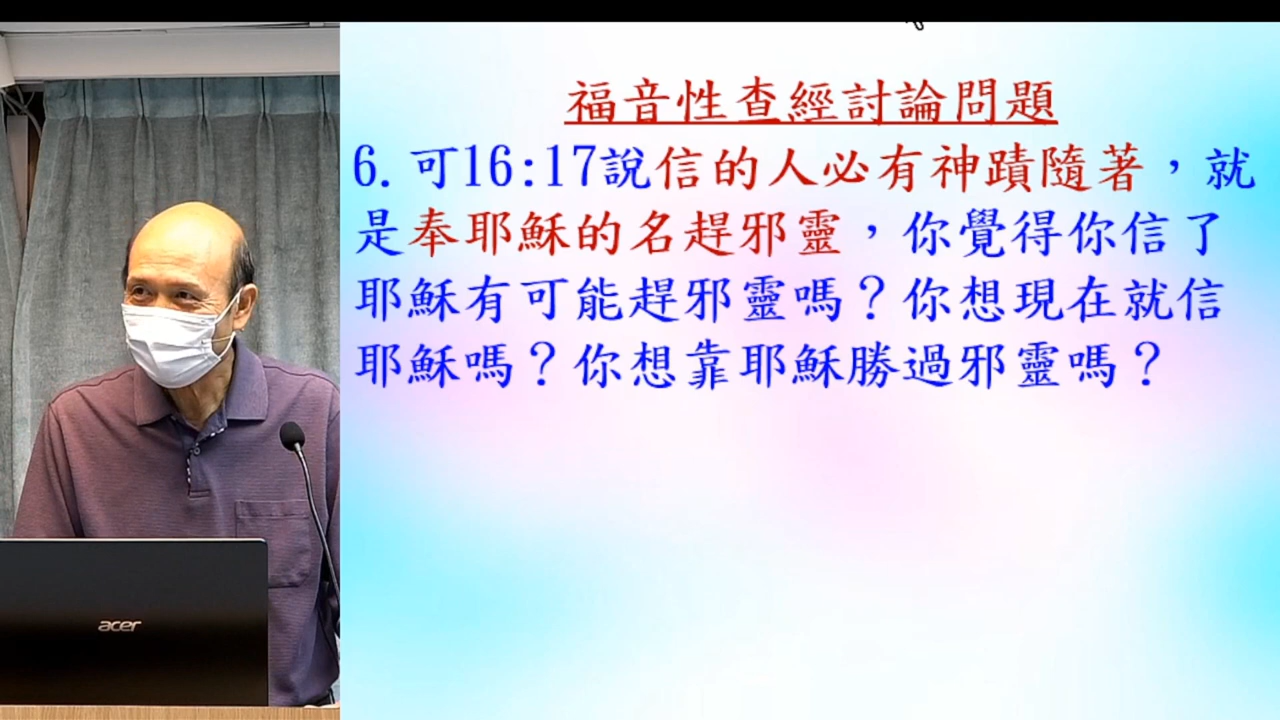 福音性查經討論問題
6.可16:17說信的人必有神蹟隨著，就
是奉耶穌的名趕邪靈，你覺得你信了
耶穌有可能趕邪靈嗎？你想現在就信
耶穌嗎？你想靠耶穌勝過邪靈嗎？
acer